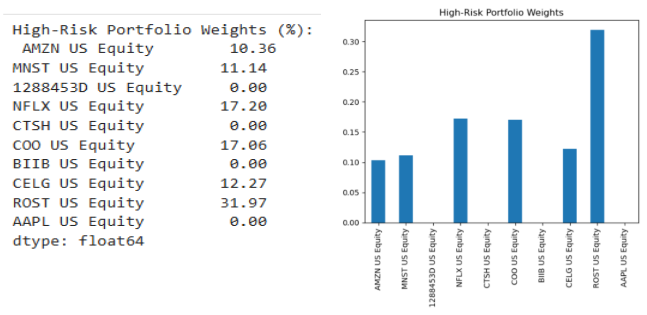 High-Risk Portfolio Weights (%):
AMZN US Equity 10.36
MNST US Equity 11.14
1288453D US Equity 0.00
NFLX US Equity 17.20
CTSH US Equity 0.00
COO US Equity 17.06
BIIB US Equity 0.00
CELG US Equity 12.27
ROST US Equity 31.97
AAPL US Equity 0.00
dtype: float64
High-Risk Portfolio Weights
0.30
0.25
0.20
0.15
0.10
0.05
0.00
AMZN US Equity
MNST US Equity
1288453D US Equity
NFLX US Equity
CTSH US Equity
COO US Equity
BIIB US Equity
CELG US Equity
ROST US Equity
AAPL US Equity